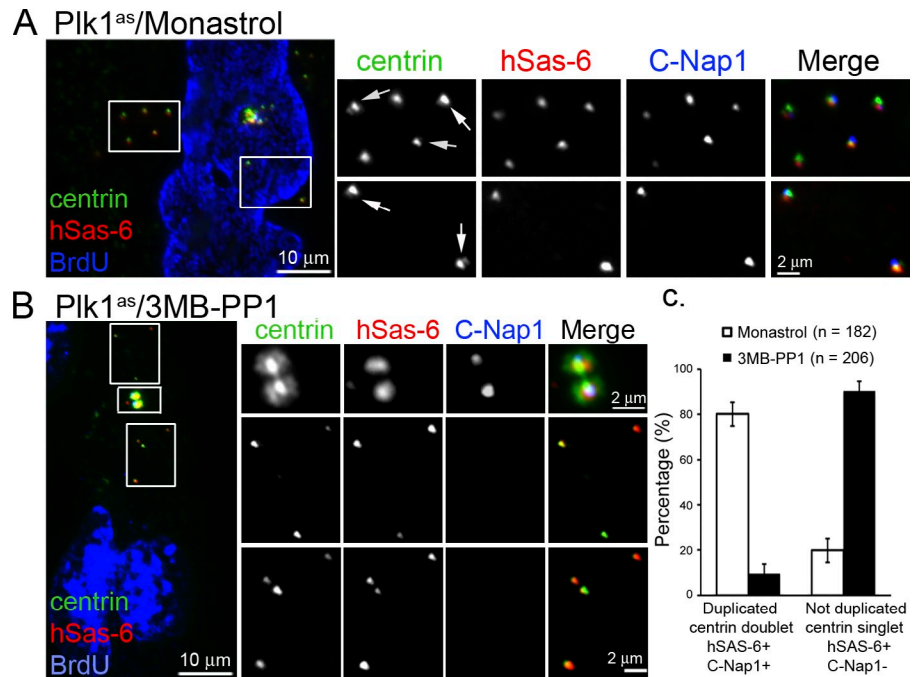 A Plk1as/Monastrol
centrin
hSas-6
BrdU
10 μm
centrin hSas-6 C-Nap1 Merge
2 μm
B Plk1as/3MB-PP1
centrin
hSas-6
BrdU
10 μm
centrin hSas-6 C-Nap1 Merge
2 μm
2 μm
c.
Monastrol (n = 182)
3MB-PP1 (n = 206)
Percentage (%)
100
80
60
40
20
0
Duplicated
centrin doublet
hSAS-6+
C-Nap1+
Not duplicated
centrin singlet
hSAS-6+
C-Nap1-